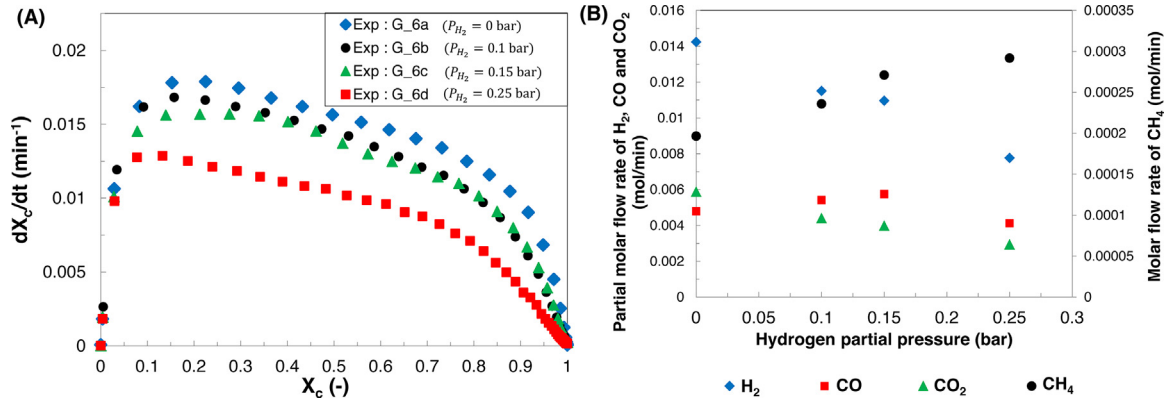 (A)
0.02
0.015
0.01
0.005
0
dXc/dt (min⁻¹)
0 0.1 0.2 0.3 0.4 0.5 0.6 0.7 0.8 0.9 1
Xc (-)
Exp : G_6a (P_H₂ = 0 bar)
Exp : G_6b (P_H₂ = 0.1 bar)
Exp : G_6c (P_H₂ = 0.15 bar)
Exp : G_6d (P_H₂ = 0.25 bar)
(B)
Partial molar flow rate of H₂, CO and CO₂
(mol/min)
0.016
0.014
0.012
0.01
0.008
0.006
0.004
0.002
0
0.00035
0.0003
0.00025
0.0002
0.00015
0.0001
0.00005
0
Molar flow rate of CH₄ (mol/min)
0 0.05 0.1 0.15 0.2 0.25 0.3
Hydrogen partial pressure (bar)
H₂ CO CO₂ CH₄